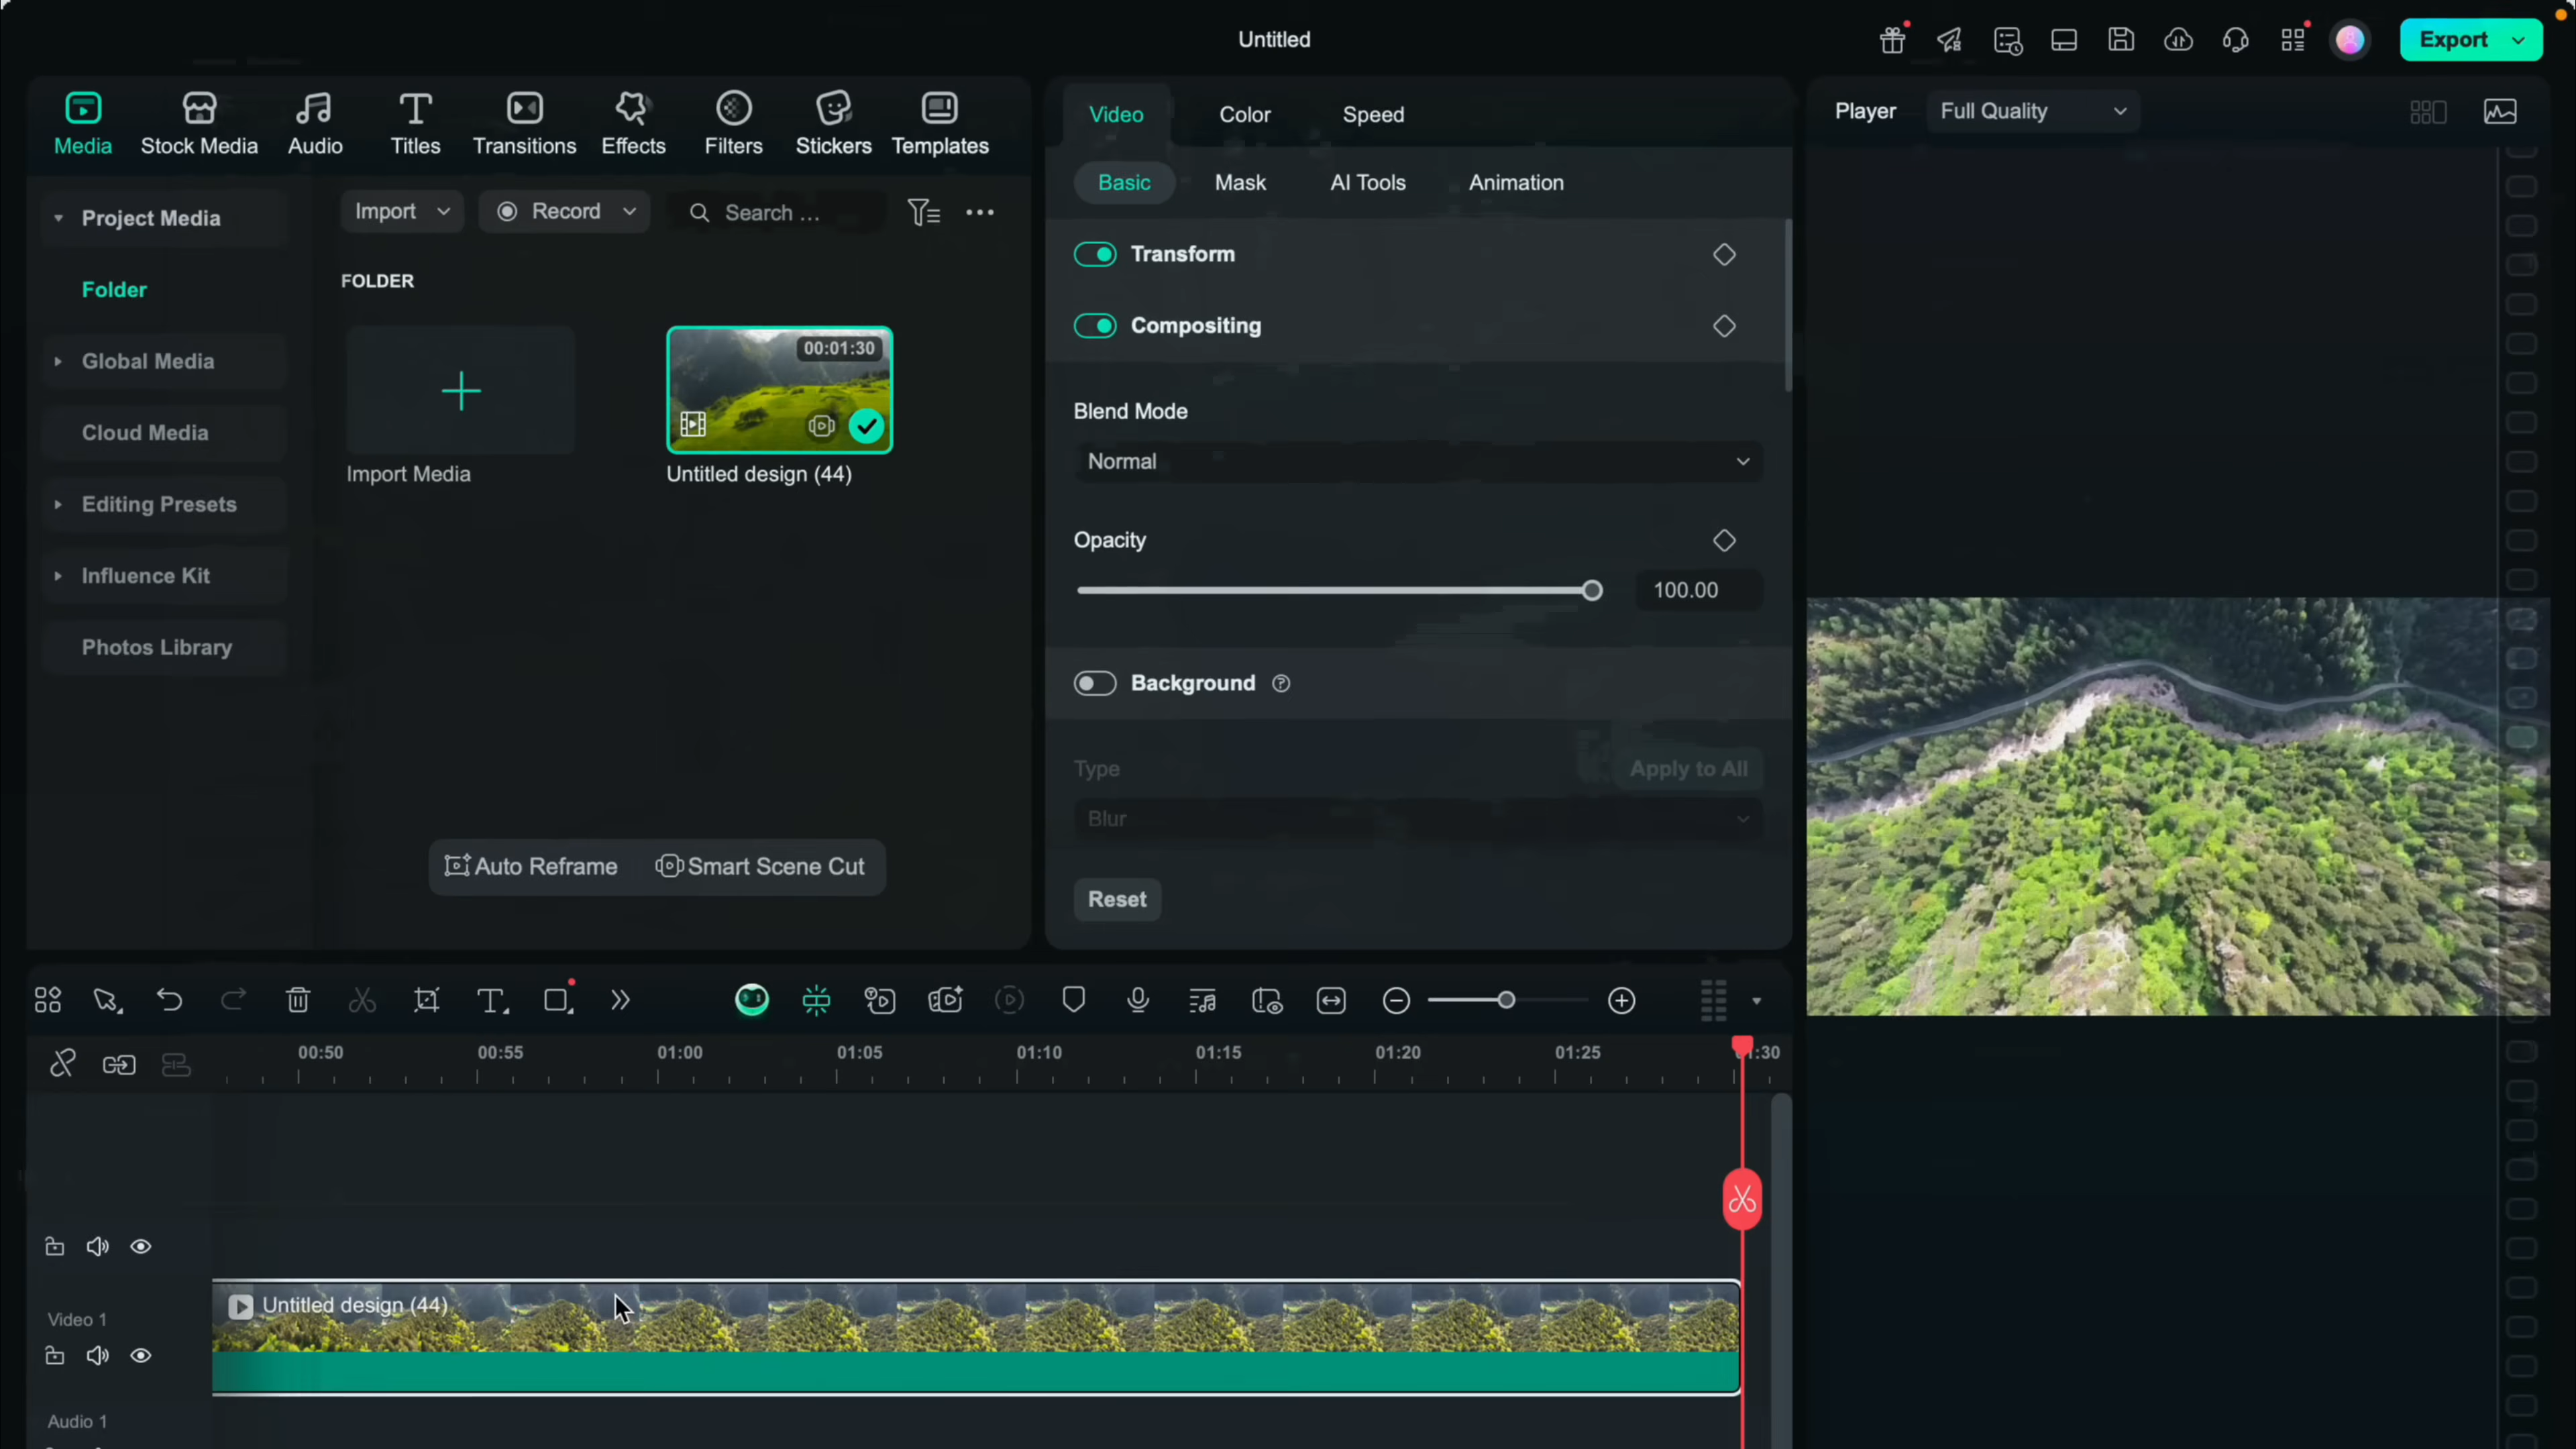 Untitled
Export
Media
Stock Media
Audio
Titles
Transitions
Effects
Filters
Stickers
Templates
Project Media
Folder
Global Media
Cloud Media
Editing Presets
Influence Kit
Photos Library
Import
Record
Search ...
FOLDER
Import Media
00:01:30
Untitled design (44)
Auto Reframe
Smart Scene Cut
Video
Color
Speed
Basic
Mask
AI Tools
Animation
Transform
Compositing
Blend Mode
Normal
Opacity
100.00
Background
Type
Apply to All
Blur
Reset
Player
Full Quality
00:50
00:55
01:00
01:05
01:10
01:15
01:20
01:25
Untitled design (44)
Video 1
Audio 1